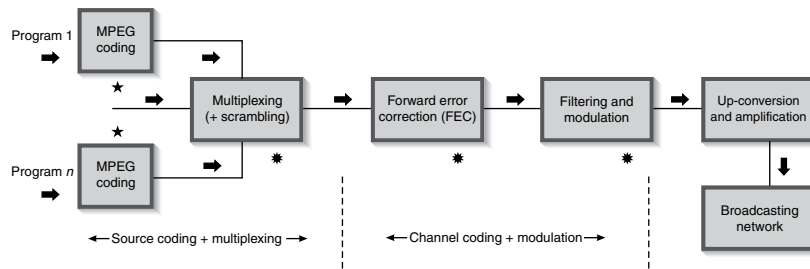 Program 1
MPEG
coding
Multiplexing
(+ scrambling)
Forward error
correction (FEC)
Filtering and
modulation
Up-conversion
and amplification
Program n
MPEG
coding
Broadcasting
network
Source coding + multiplexing
Channel coding + modulation